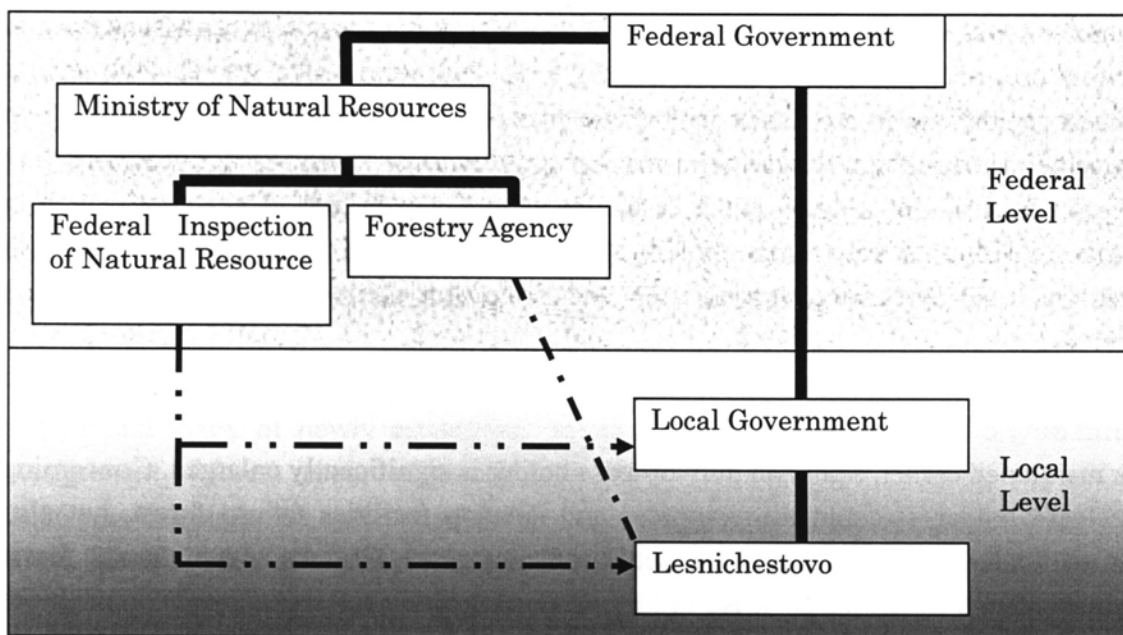 Federal Government
Ministry of Natural Resources
Federal Inspection
of Natural Resource
Forestry Agency
Federal
Level
Local Government
Local
Level
Lesnichestovo